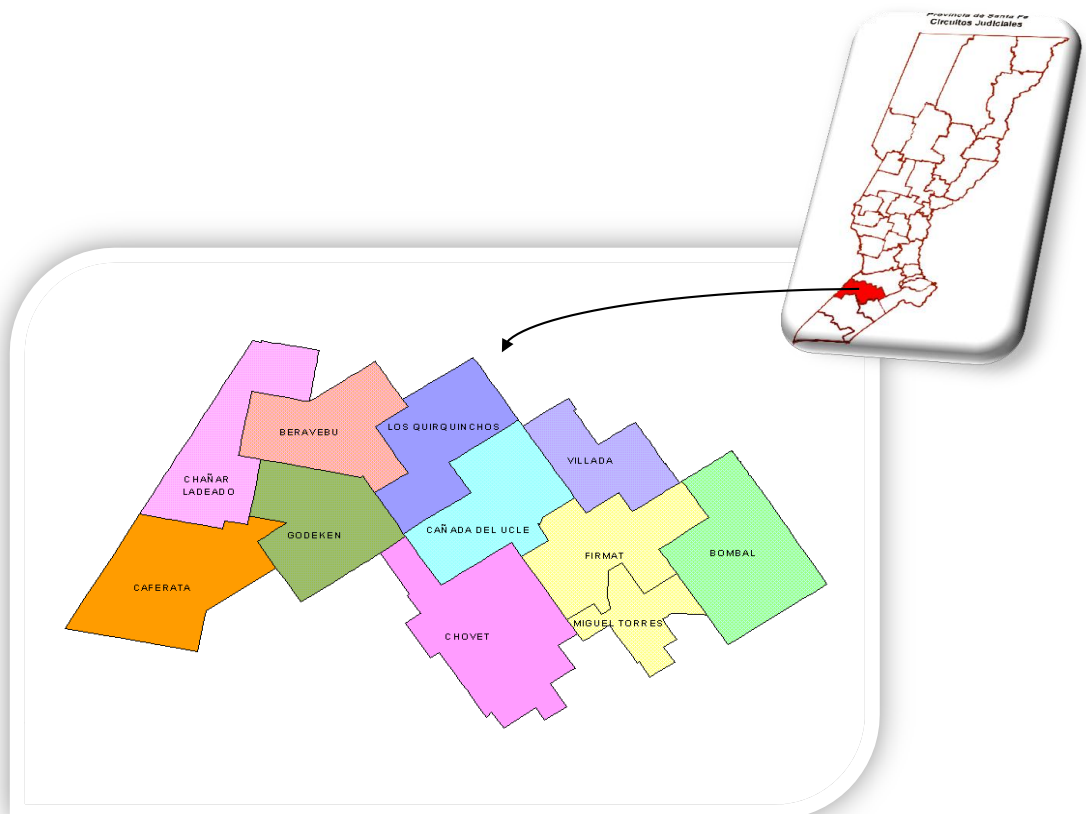 Provincia de Santa Fe
Circuitos Judiciales
BERAVEBU
LOS QUIRQUINCHOS
VILLADA
CHAÑAR
LADEADO
GODEKEN
CAÑADA DEL UCLE
FIRMAT
BOMBAL
CAFERATA
CHOVET
MIGUEL TORRES